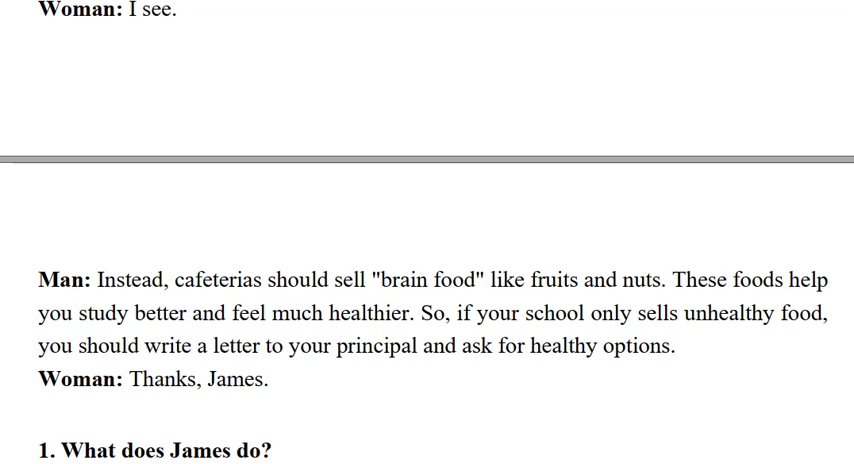 Woman: I see.
Man: Instead, cafeterias should sell "brain food" like fruits and nuts. These foods help
you study better and feel much healthier. So, if your school only sells unhealthy food,
you should write a letter to your principal and ask for healthy options.
Woman: Thanks, James.
1. What does James do?